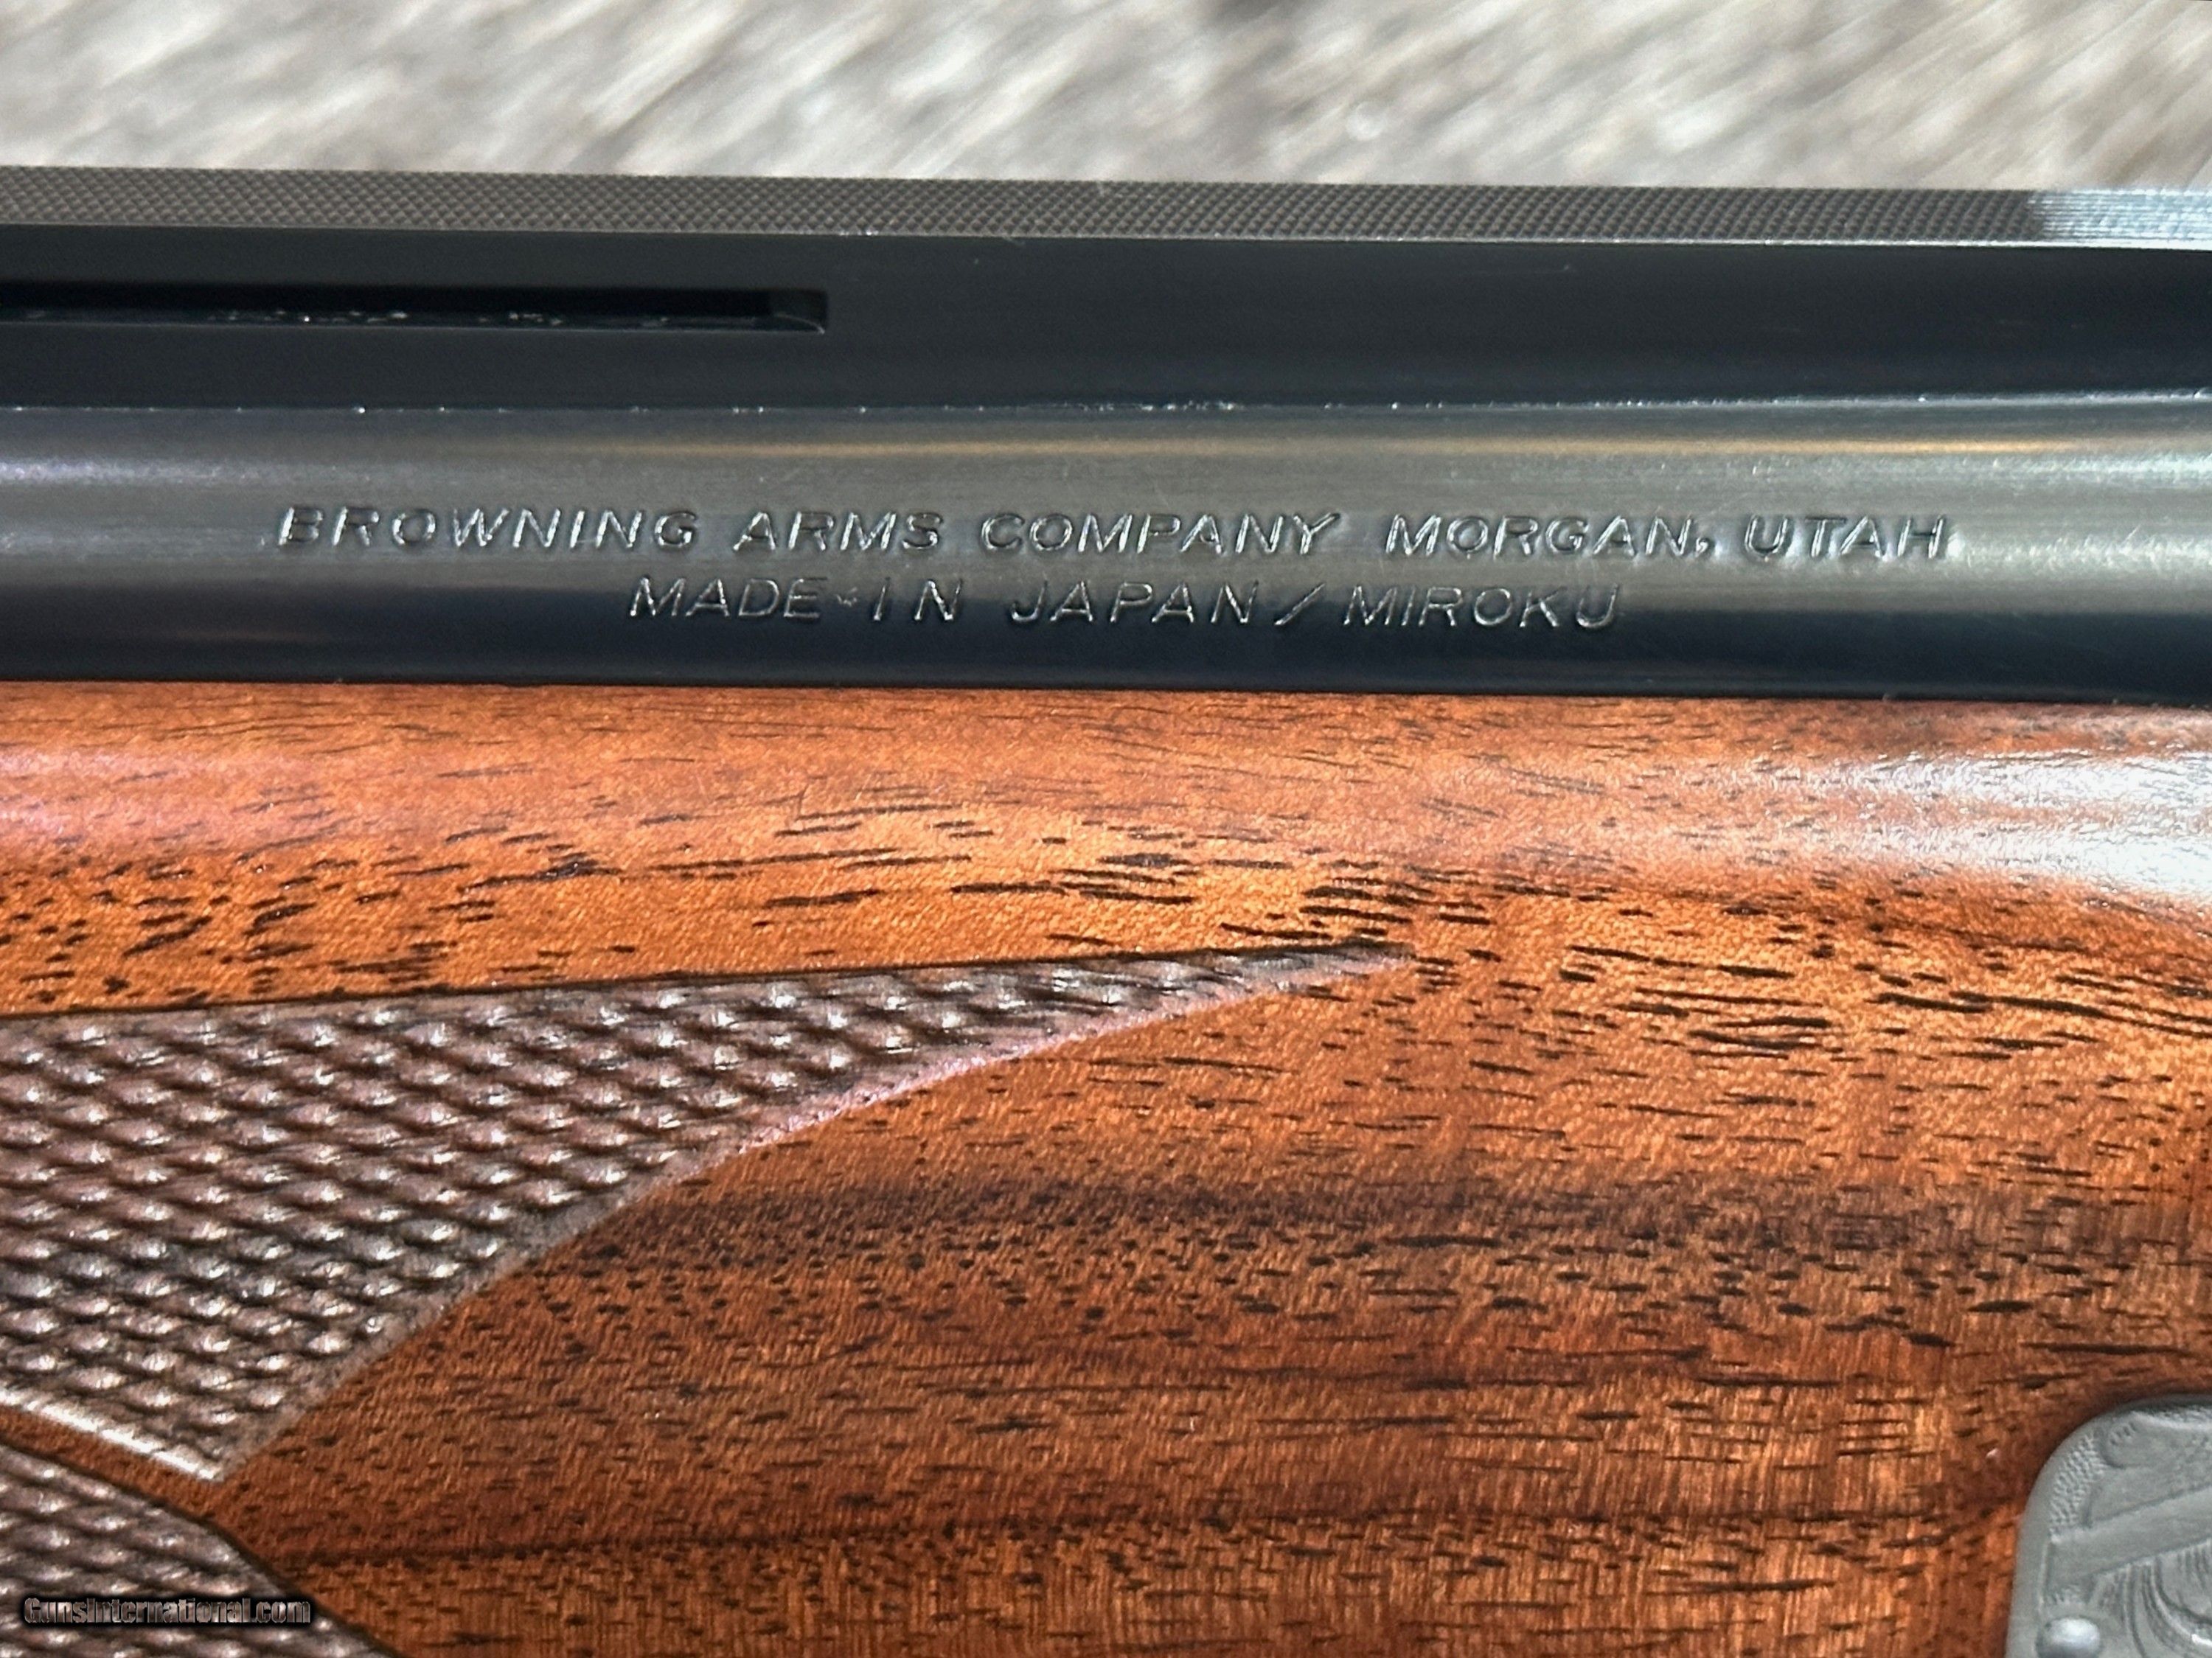 BROWNING ARMS COMPANY MORGAN, UTAH
MADE IN JAPAN/MIROKU
GunsInternational.com